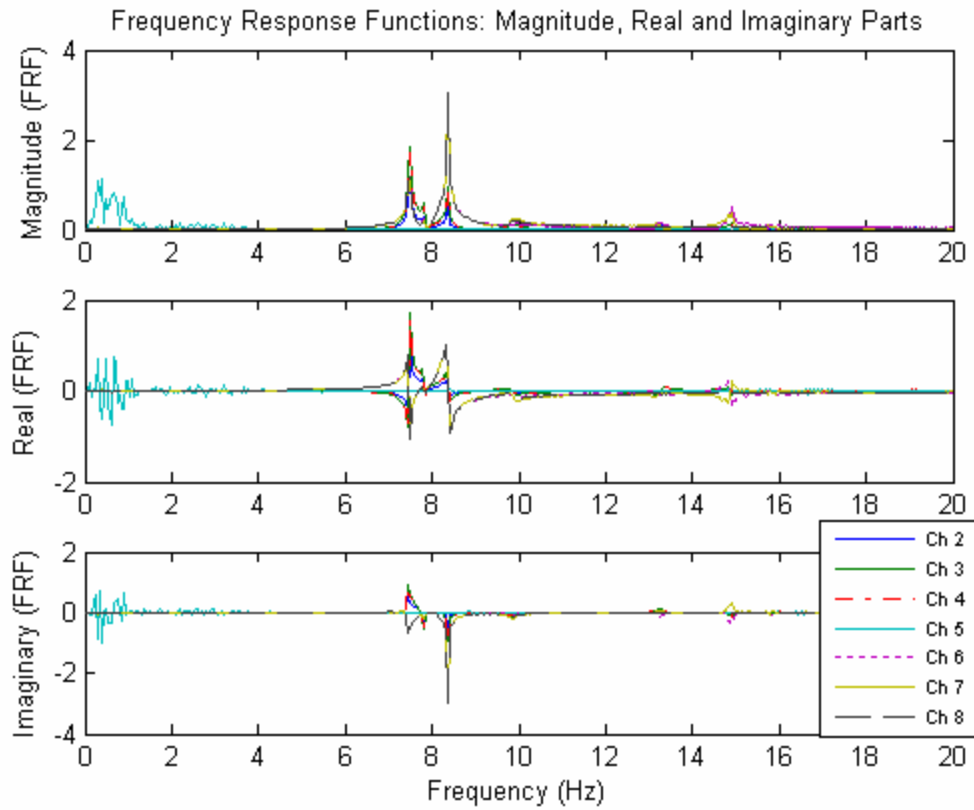 Frequency Response Functions: Magnitude, Real and Imaginary Parts
4
2
0
Magnitude (FRF)
0 2 4 6 8 10 12 14 16 18 20
2
0
-2
Real (FRF)
0 2 4 6 8 10 12 14 16 18 20
2
0
-2
-4
Imaginary (FRF)
0 2 4 6 8 10 12 14 16 18 20
Frequency (Hz)
Ch 2
Ch 3
Ch 4
Ch 5
Ch 6
Ch 7
Ch 8